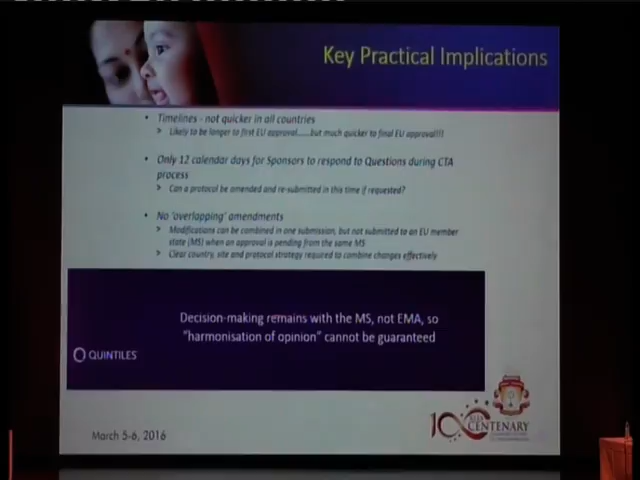 Key Practical Implications
• Timelines - not quicker in all countries
➢ Likely to be longer to first EU approval......but much quicker to final EU approval!!!
• Only 12 calendar days for Sponsors to respond to Questions during CTA
process
➢ Can a protocol be amended and re-submitted in this time if requested?
• No 'overlapping' amendments
➢ Modifications can be combined in one submission, but not submitted to an EU member
state (MS) when an approval is pending from the same MS
➢ Clear country, site and protocol strategy required to combine changes effectively
Decision-making remains with the MS, not EMA, so
"harmonisation of opinion" cannot be guaranteed
QUINTILES
100
CENTENARY
March 5-6, 2016